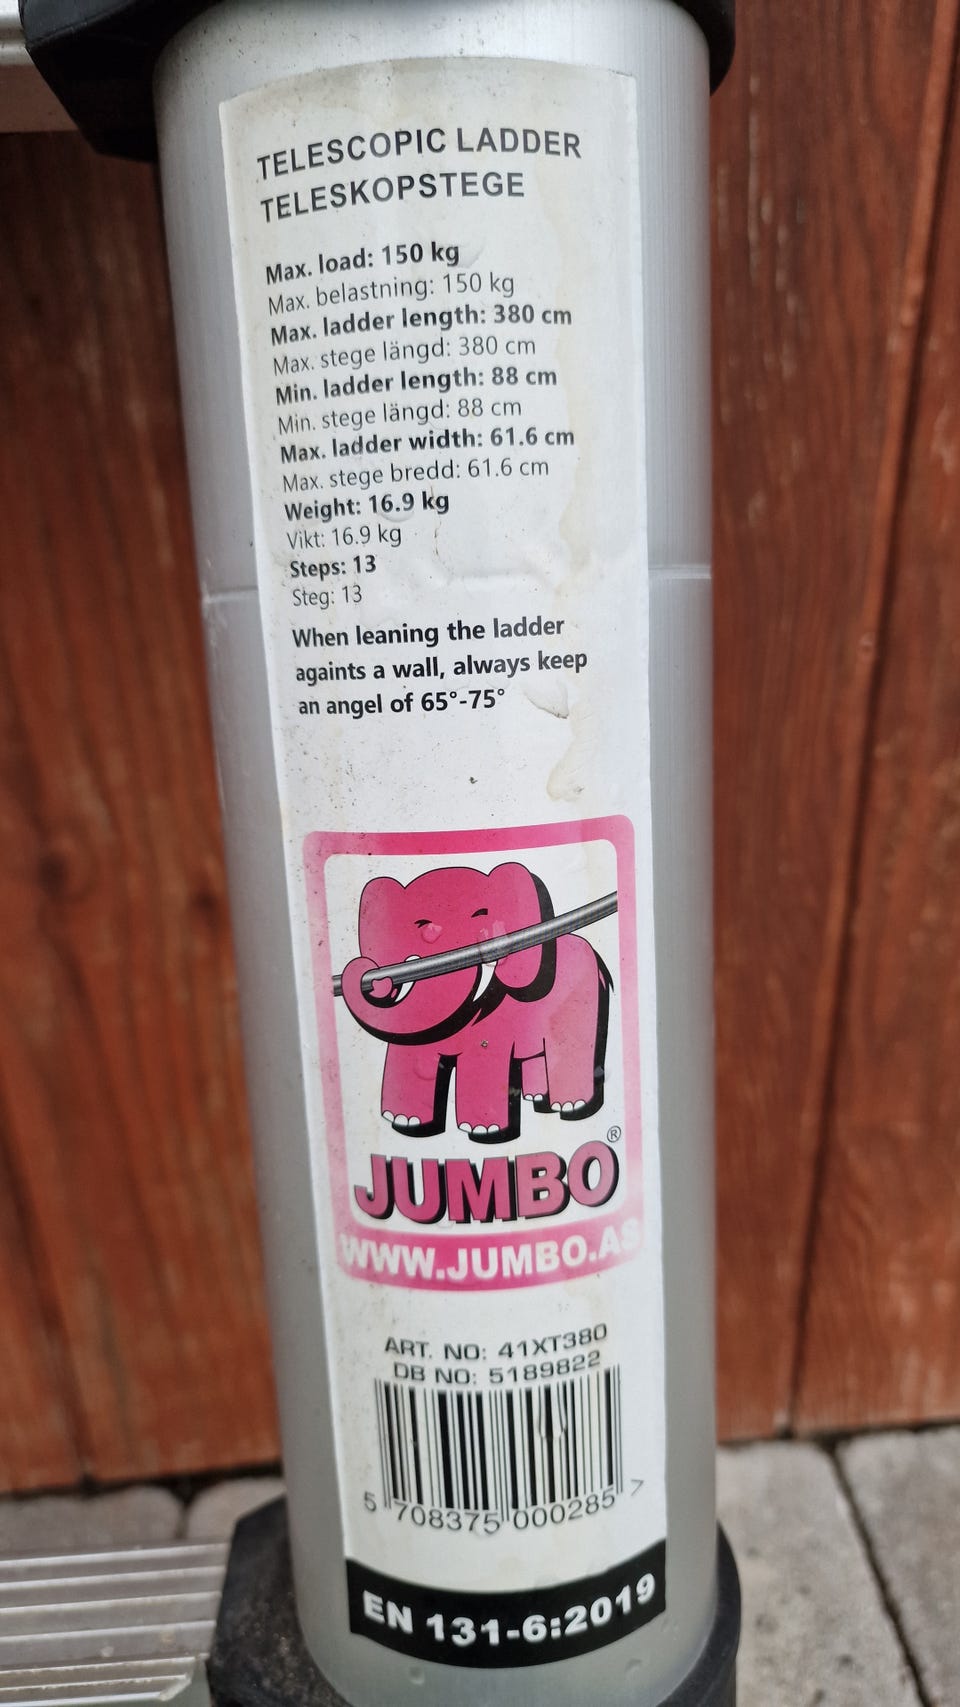 TELESCOPIC LADDER
TELESKOPSTEGE
Max. load: 150 kg
Max. belastning: 150 kg
Max. ladder length: 380 cm
Max. stege längd: 380 cm
Min. ladder length: 88 cm
Min. stege längd: 88 cm
Max. ladder width: 61.6 cm
Max. stege bredd: 61.6 cm
Weight: 16.9 kg
Vikt: 16.9 kg
Steps: 13
Steg: 13
When leaning the ladder
againts a wall, always keep
an angel of 65°-75°
JUMBO®
WWW.JUMBO.AS
ART. NO: 41XT380
DB NO: 5189822
5 708375 000285 7
EN 131-6:2019